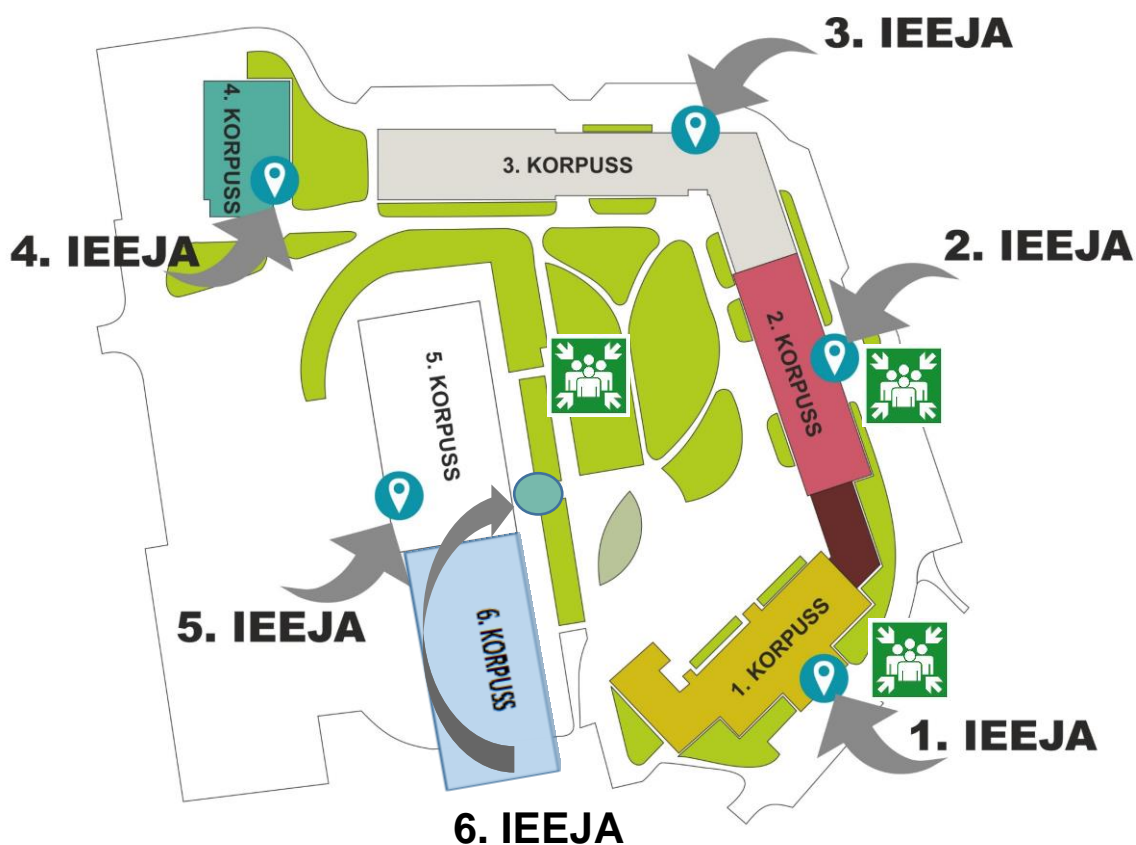 3. IEEJA
4. KORPUSS
3. KORPUSS
4. IEEJA
2. IEEJA
2. KORPUSS
5. KORPUSS
5. IEEJA
6. KORPUSS
1. KORPUSS
1. IEEJA
6. IEEJA